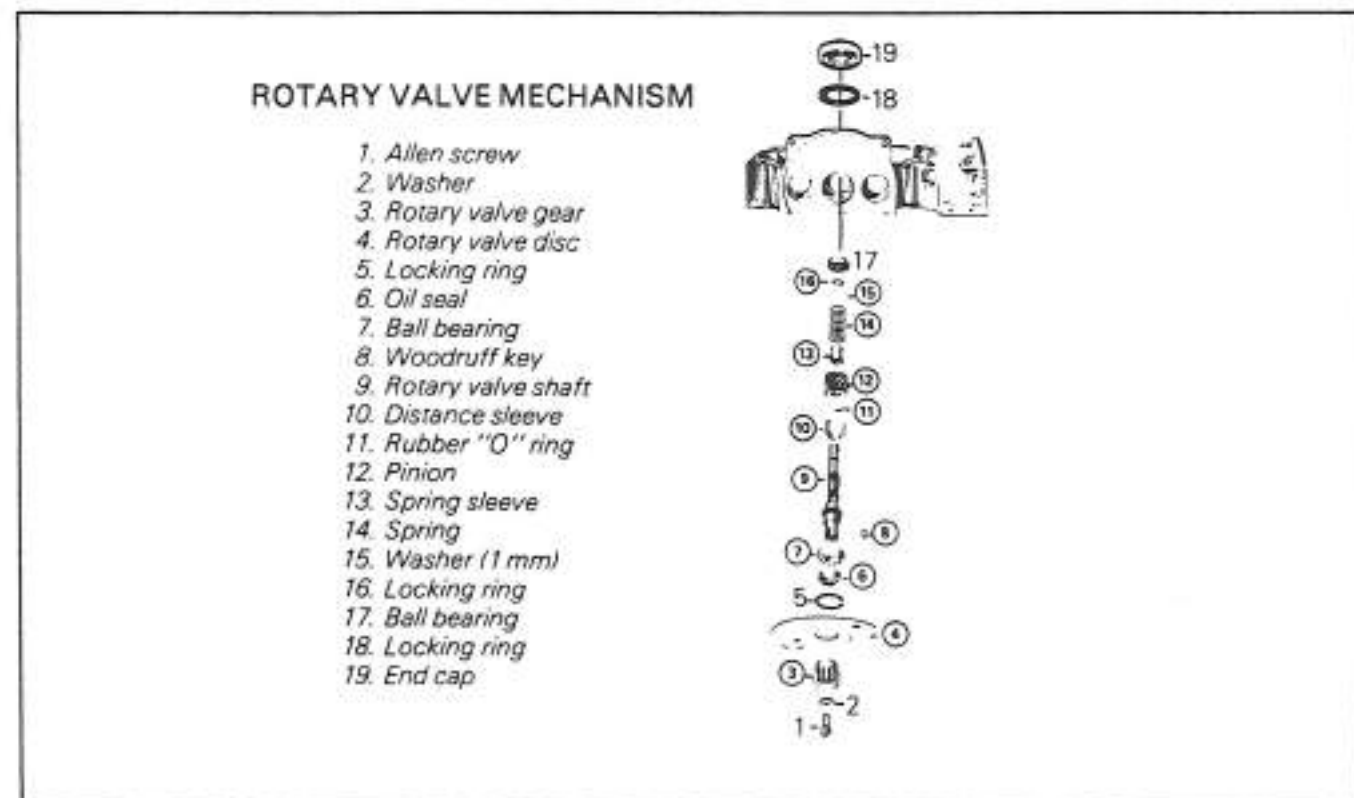 ROTARY VALVE MECHANISM
1. Allen screw
2. Washer
3. Rotary valve gear
4. Rotary valve disc
5. Locking ring
6. Oil seal
7. Ball bearing
8. Woodruff key
9. Rotary valve shaft
10. Distance sleeve
11. Rubber "O" ring
12. Pinion
13. Spring sleeve
14. Spring
15. Washer (1 mm)
16. Locking ring
17. Ball bearing
18. Locking ring
19. End cap
19
18
17
16
15
14
13
12
11
10
9
8
7
6
5
4
3
2
1